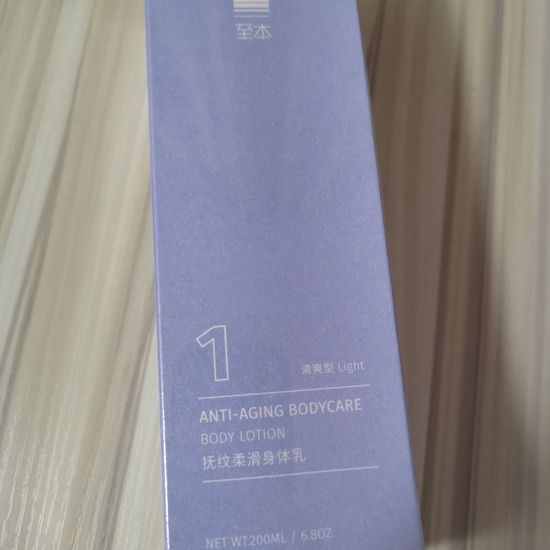 至本
1
清爽型 Light
ANTI-AGING BODYCARE
BODY LOTION
抚纹柔滑身体乳
NET WT.200ML / 6.8OZ.